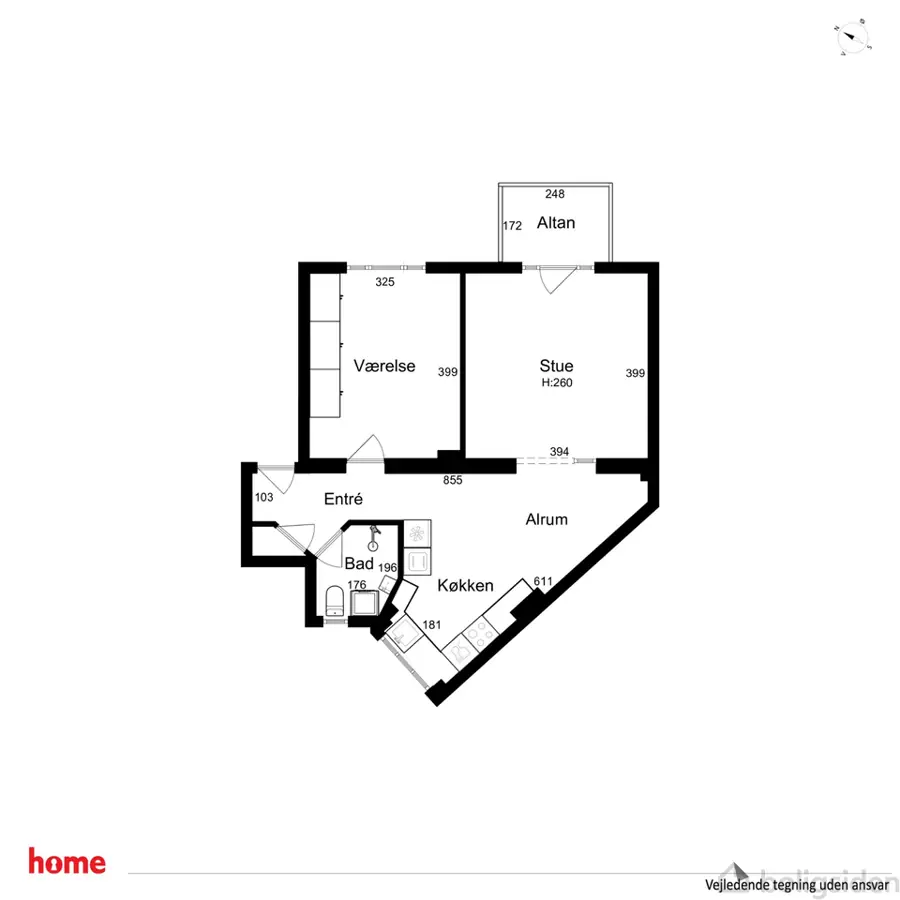 N Ø
V S
248
172 Altan
325
Værelse
399
Stue
H:260
399
394
855
103
Entré
Alrum
Bad
196
176
Køkken
611
181
home
boligsiden
Vejledende tegning uden ansvar